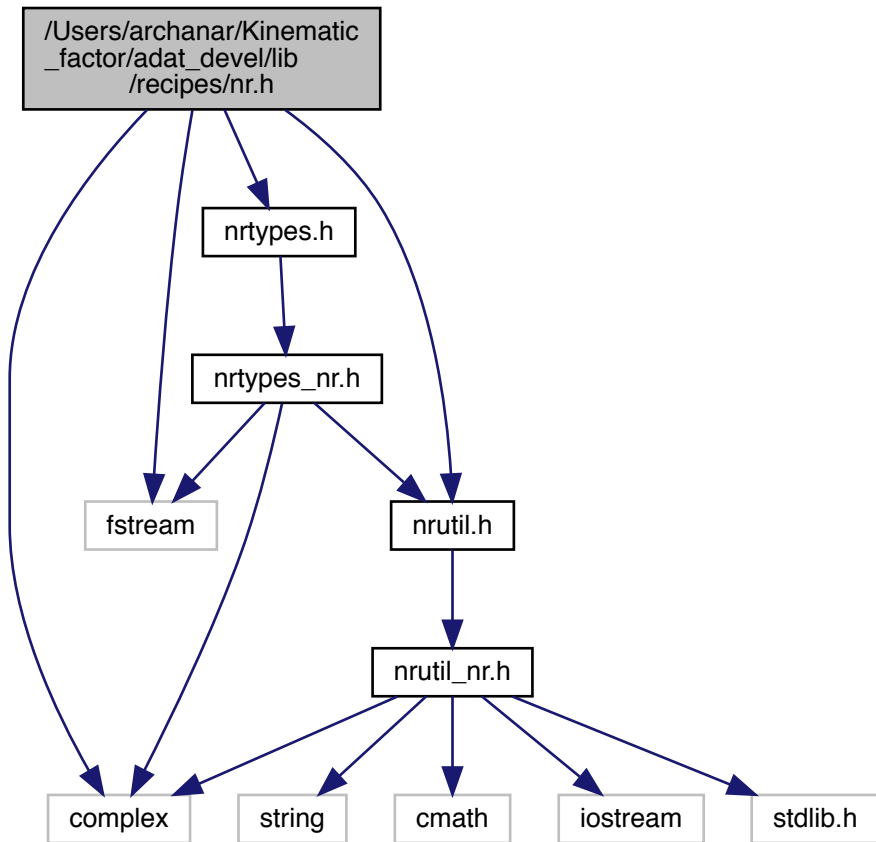 /Users/archanar/Kinematic
_factor/adat_devel/lib
/recipes/nr.h
nrtypes.h
nrtypes_nr.h
fstream
nrutil.h
nrutil_nr.h
complex
string
cmath
iostream
stdlib.h